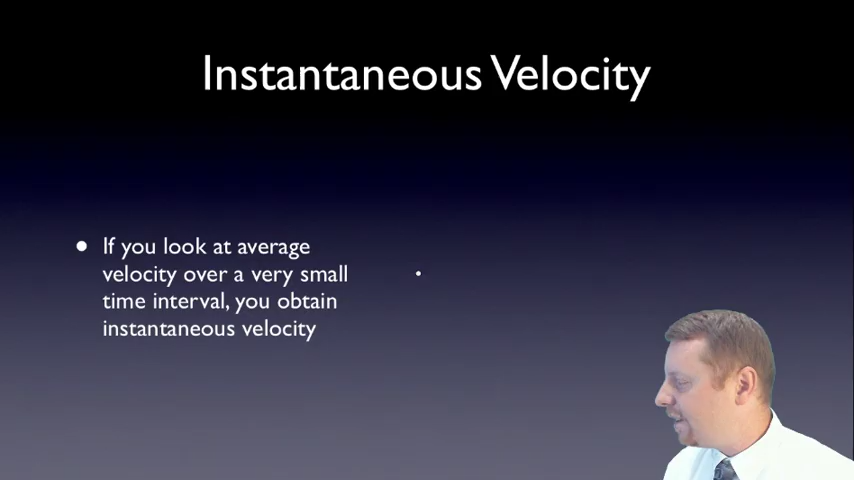 Instantaneous Velocity
• If you look at average
velocity over a very small
time interval, you obtain
instantaneous velocity